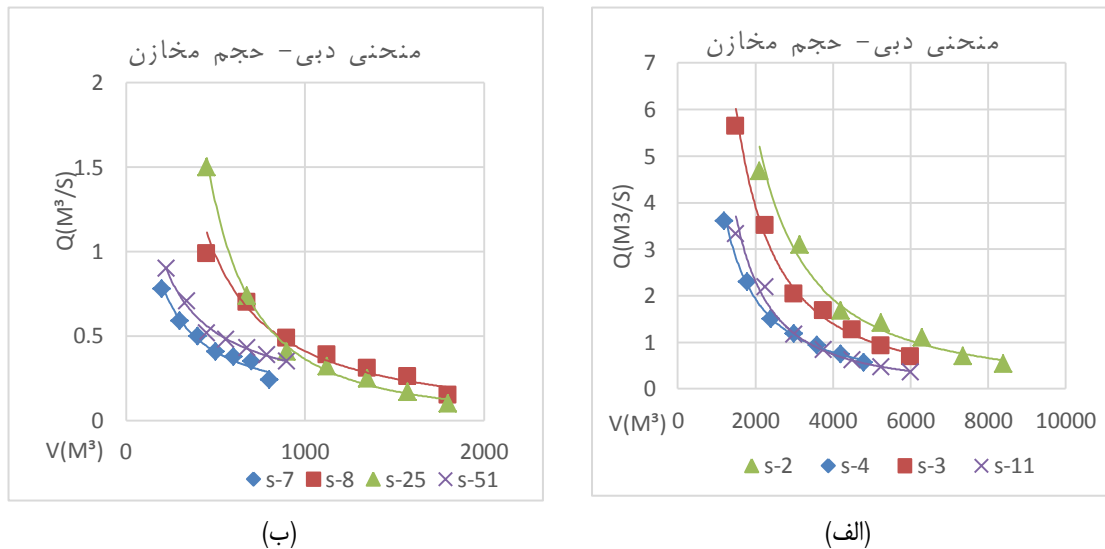 منحنی دبی- حجم مخازن
Q(M³/S)
2
1.5
1
0.5
0
V(M³)
0 1000 2000
s-7 s-8 s-25 s-51
(ب)
منحنی دبی- حجم مخازن
Q(M3/S)
7
6
5
4
3
2
1
0
V(M³)
0 2000 4000 6000 8000 10000
s-2 s-4 s-3 s-11
(الف)